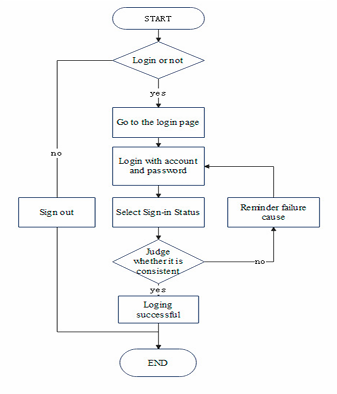 START
Login or not
yes
Go to the login page
no
Login with account
and password
Sign out
Select Sign-in Status
Reminder failure
cause
Judge
whether it is
consistent
no
yes
Loging
successful
END